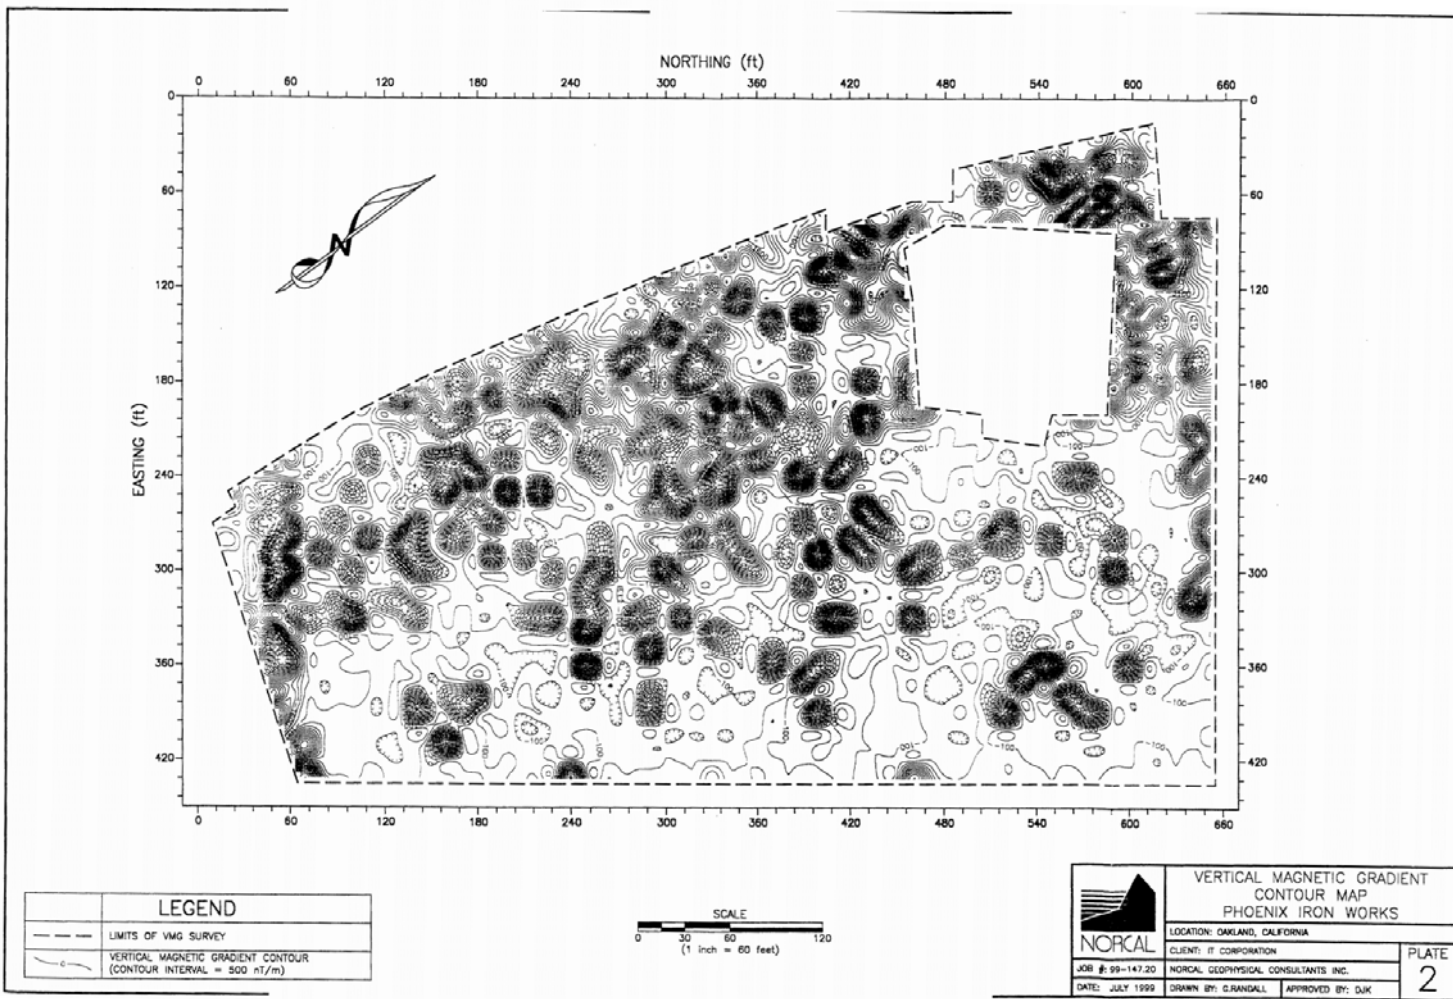 NORTHING (ft)
0 60 120 180 240 300 360 420 480 540 600 660
0 60 120 180 240 300 360 420
EASTING (ft)
0 60 120 180 240 300 360 420
N
-100
0 60 120 180 240 300 360 420 480 540 600 660
LEGEND
LIMITS OF VMG SURVEY
VERTICAL MAGNETIC GRADIENT CONTOUR
(CONTOUR INTERVAL = 500 nT/m)
SCALE
0 30 60 120
(1 inch = 60 feet)
NORCAL
VERTICAL MAGNETIC GRADIENT
CONTOUR MAP
PHOENIX IRON WORKS
LOCATION: OAKLAND, CALIFORNIA
CLIENT: IT CORPORATION
JOB #: 99-147.20
NORCAL GEOPHYSICAL CONSULTANTS INC.
DATE: JULY 1999
DRAWN BY: G.RANDALL
APPROVED BY: DJK
PLATE
2